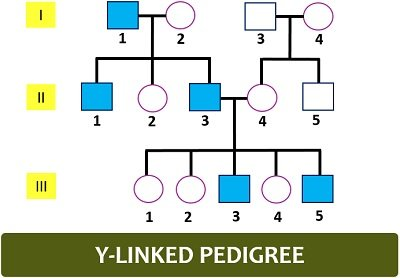 I
1 2 3 4
II
1 2 3 4 5
III
1 2 3 4 5
Y-LINKED PEDIGREE